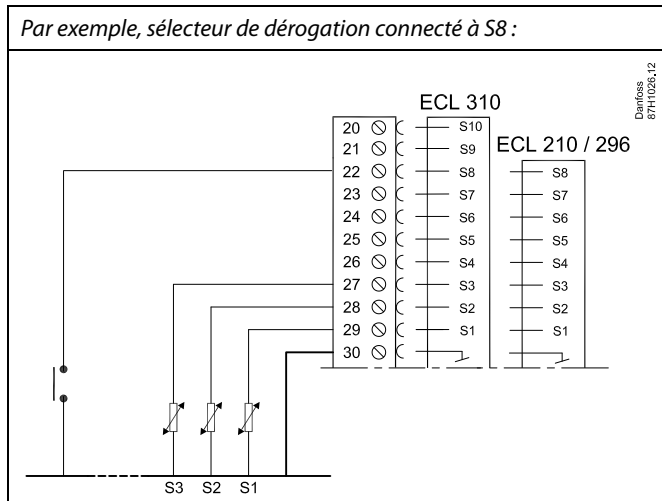 Par exemple, sélecteur de dérogation connecté à S8 :
Danfoss
87H1026.12
ECL 310
ECL 210 / 296
20 S10
21 S9
22 S8 S8
23 S7 S7
24 S6 S6
25 S5 S5
26 S4 S4
27 S3 S3
28 S2 S2
29 S1 S1
30
S3 S2 S1